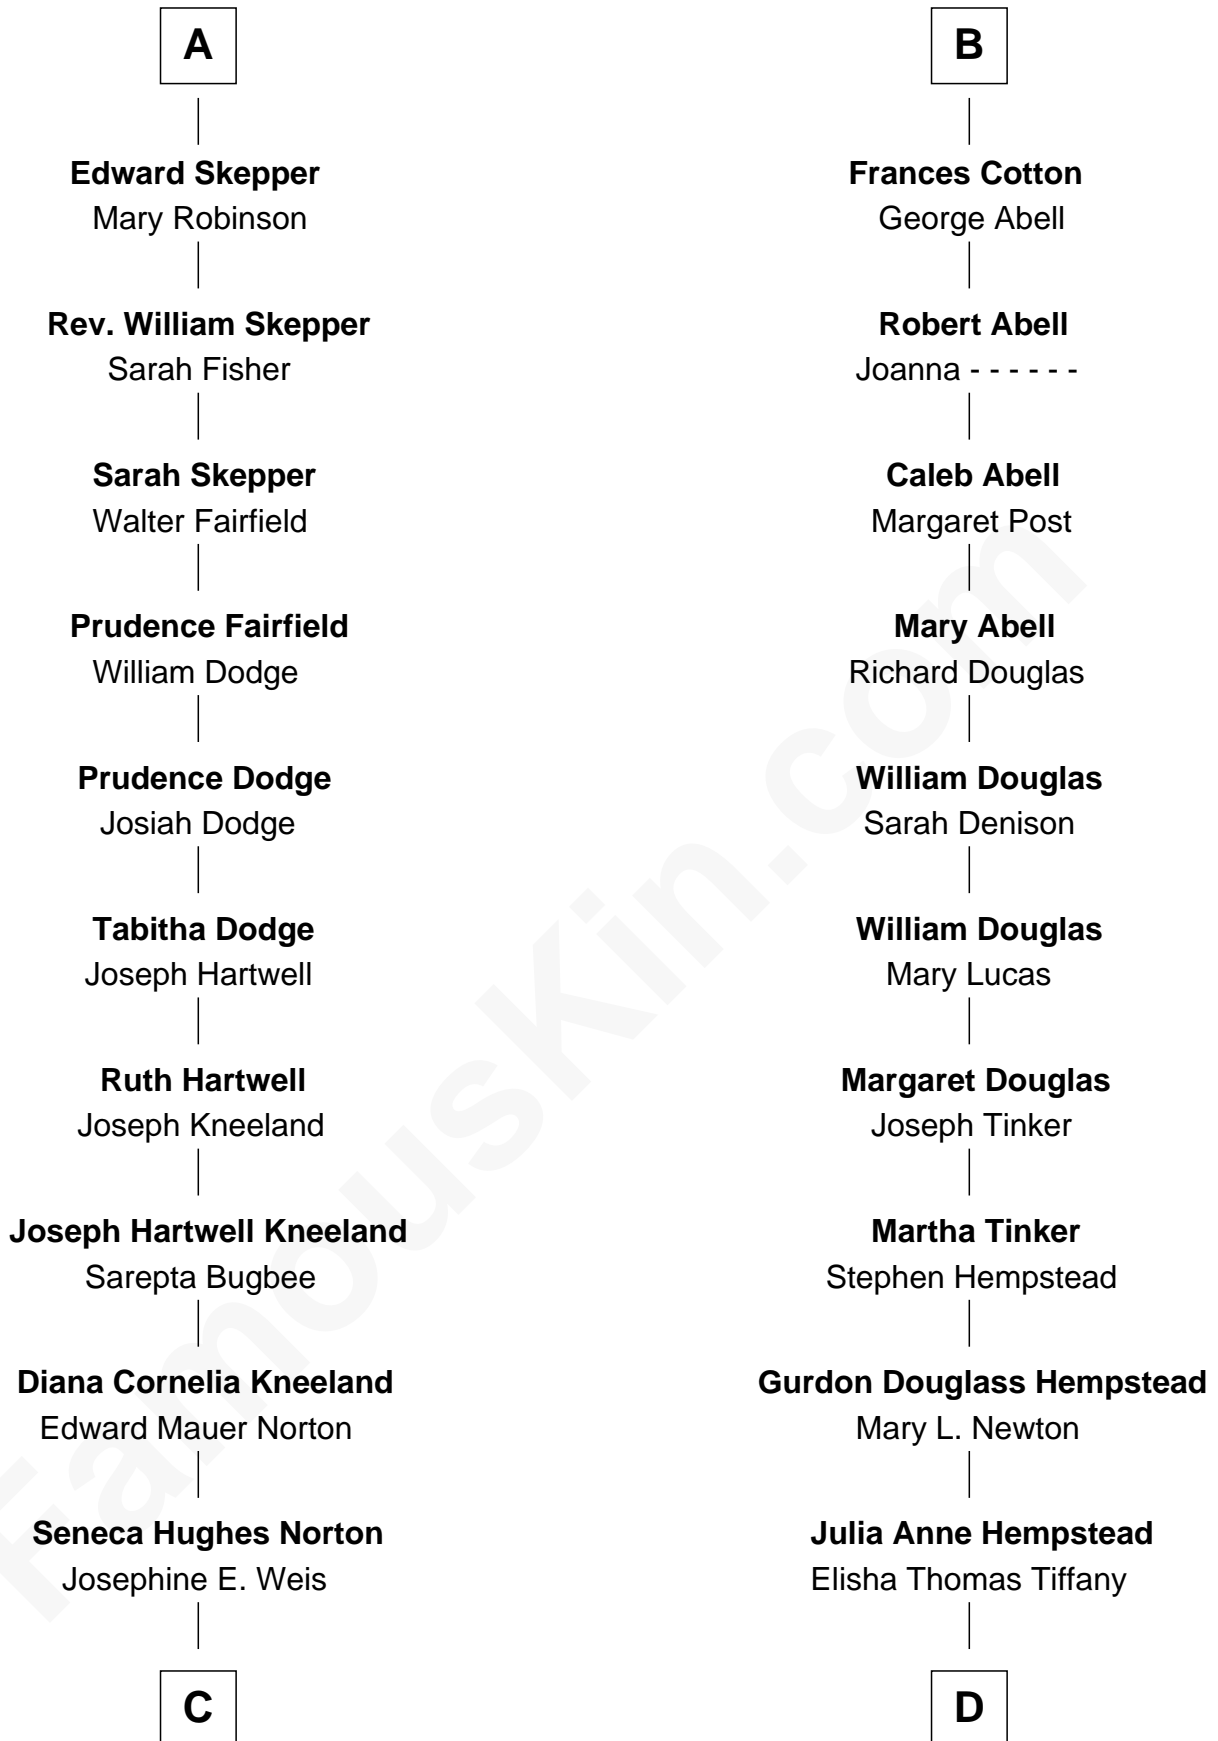 A
Edward Skepper
Mary Robinson
Rev. William Skepper
Sarah Fisher
Sarah Skepper
Walter Fairfield
Prudence Fairfield
William Dodge
Prudence Dodge
Josiah Dodge
Tabitha Dodge
Joseph Hartwell
Ruth Hartwell
Joseph Kneeland
Joseph Hartwell Kneeland
Sarepta Bugbee
Diana Cornelia Kneeland
Edward Mauer Norton
Seneca Hughes Norton
Josephine E. Weis
C
B
Frances Cotton
George Abell
Robert Abell
Joanna - - - - - -
Caleb Abell
Margaret Post
Mary Abell
Richard Douglas
William Douglas
Sarah Denison
William Douglas
Mary Lucas
Margaret Douglas
Joseph Tinker
Martha Tinker
Stephen Hempstead
Gurdon Douglass Hempstead
Mary L. Newton
Julia Anne Hempstead
Elisha Thomas Tiffany
D
FamousKin.com